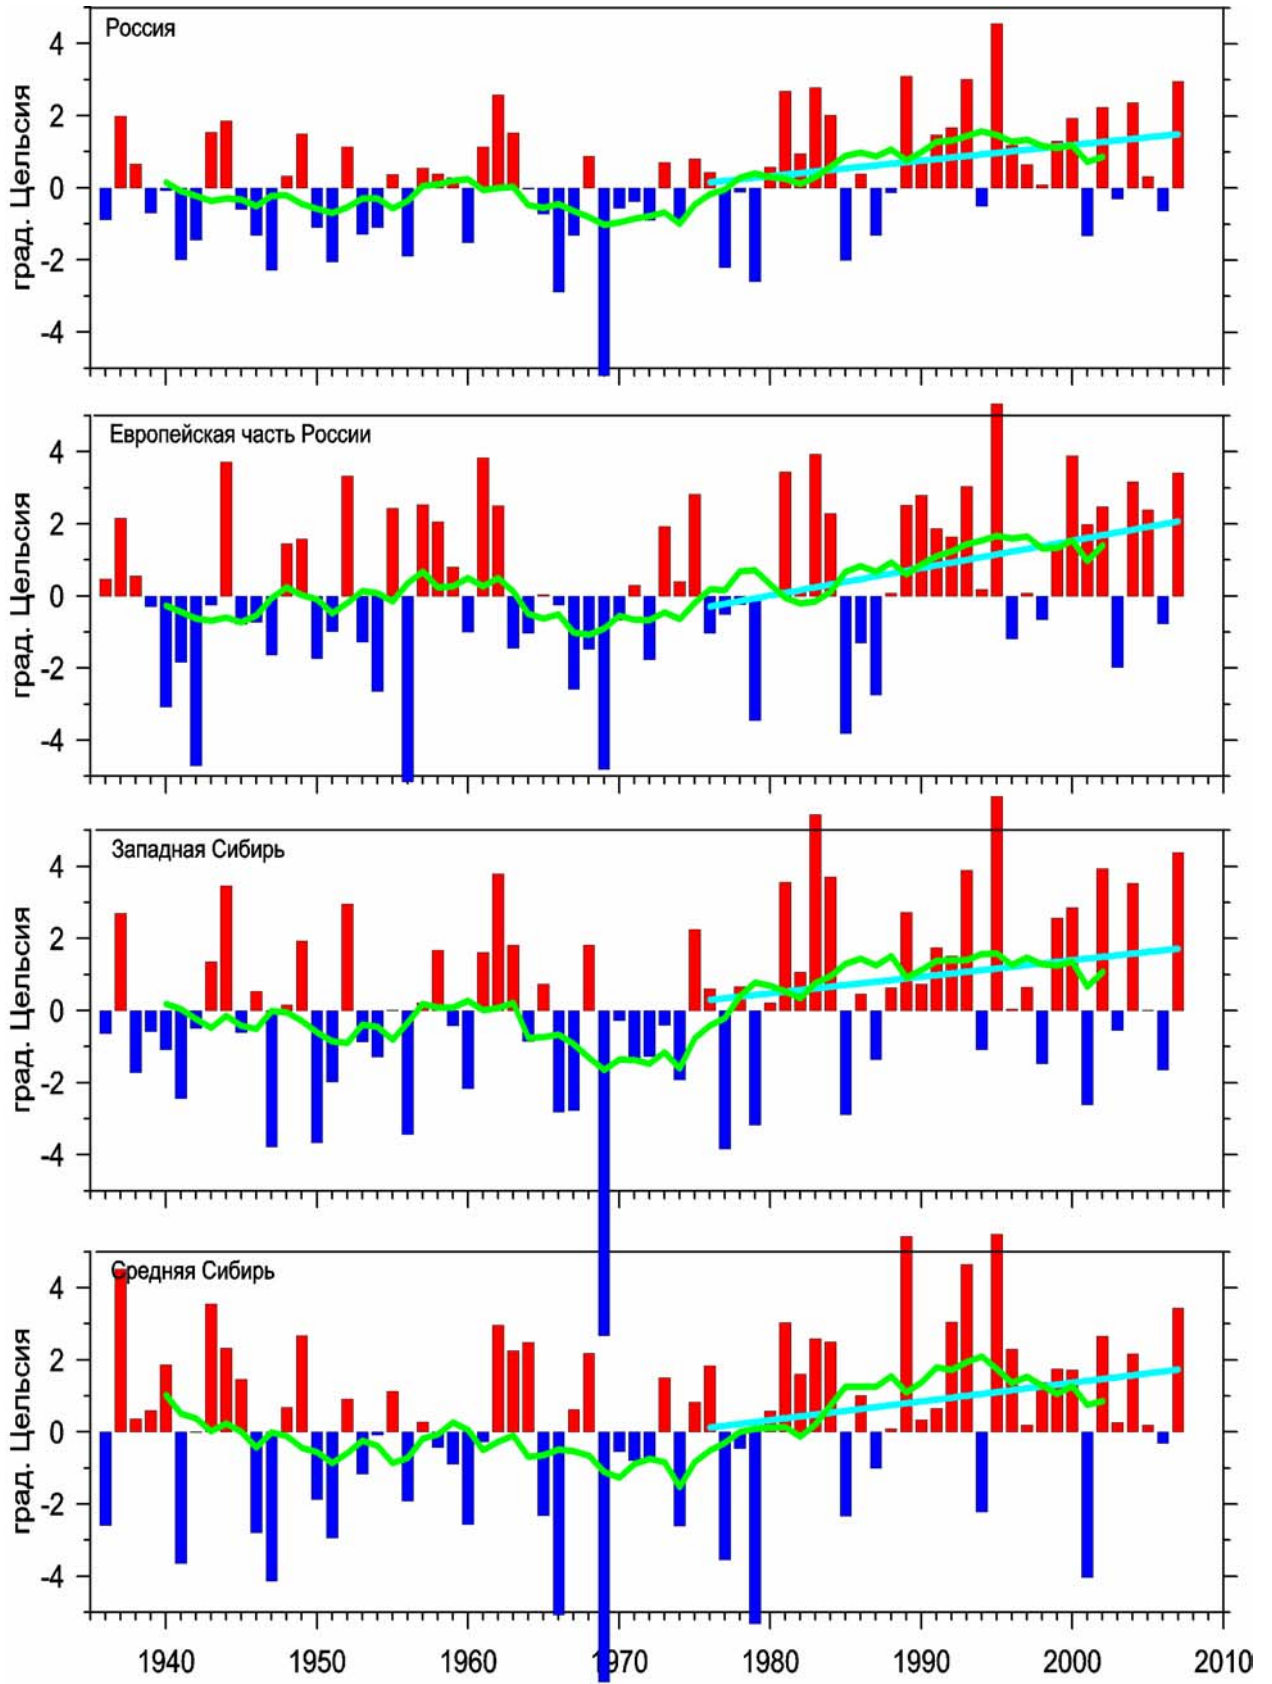 Россия
4
2
0
-2
-4
град. Цельсия
Европейская часть России
4
2
0
-2
-4
град. Цельсия
Западная Сибирь
4
2
0
-2
-4
град. Цельсия
Средняя Сибирь
4
2
0
-2
-4
град. Цельсия
1940 1950 1960 1970 1980 1990 2000 2010